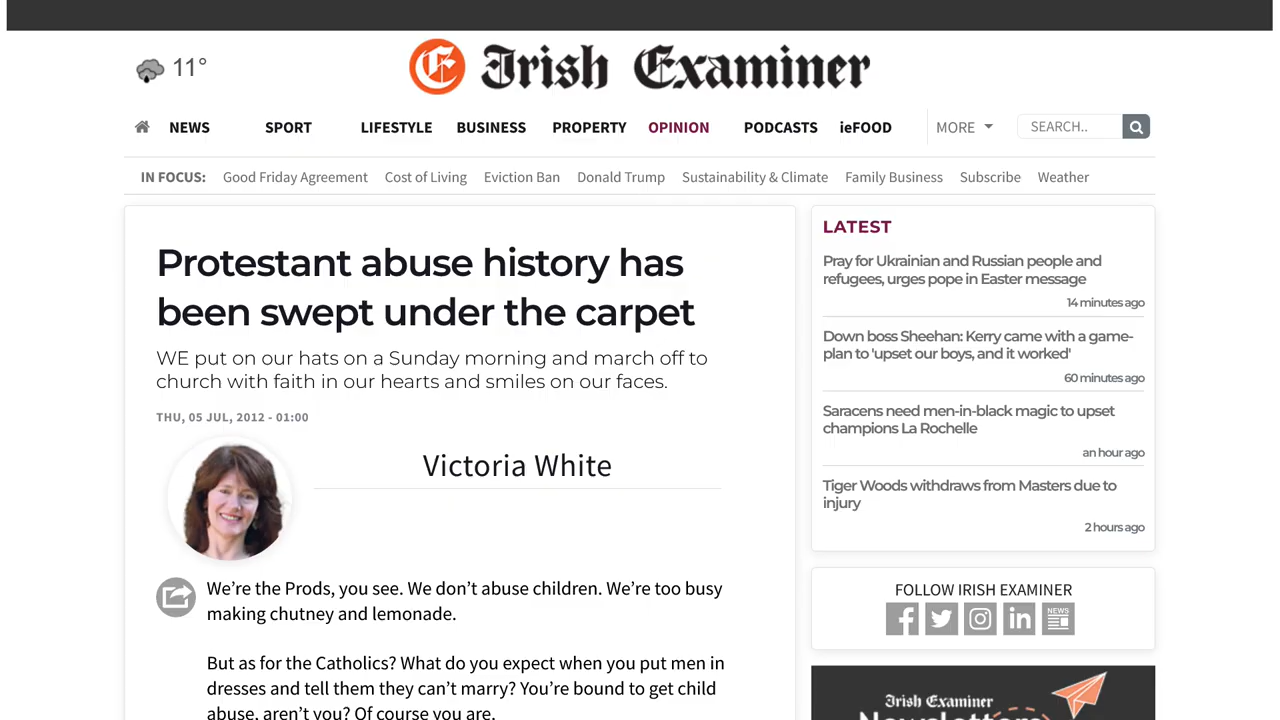 11°
Irish Examiner
NEWS SPORT LIFESTYLE BUSINESS PROPERTY OPINION PODCASTS ieFOOD MORE SEARCH..
IN FOCUS: Good Friday Agreement Cost of Living Eviction Ban Donald Trump Sustainability & Climate Family Business Subscribe Weather
Protestant abuse history has
been swept under the carpet
WE put on our hats on a Sunday morning and march off to
church with faith in our hearts and smiles on our faces.
THU, 05 JUL, 2012 - 01:00
Victoria White
We’re the Prods, you see. We don’t abuse children. We’re too busy
making chutney and lemonade.
But as for the Catholics? What do you expect when you put men in
dresses and tell them they can’t marry? You’re bound to get child
abuse, aren’t you? Of course you are.
LATEST
Pray for Ukrainian and Russian people and
refugees, urges pope in Easter message
14 minutes ago
Down boss Sheehan: Kerry came with a game-
plan to 'upset our boys, and it worked'
60 minutes ago
Saracens need men-in-black magic to upset
champions La Rochelle
an hour ago
Tiger Woods withdraws from Masters due to
injury
2 hours ago
FOLLOW IRISH EXAMINER
NEWS
Irish Examiner
Newsletters